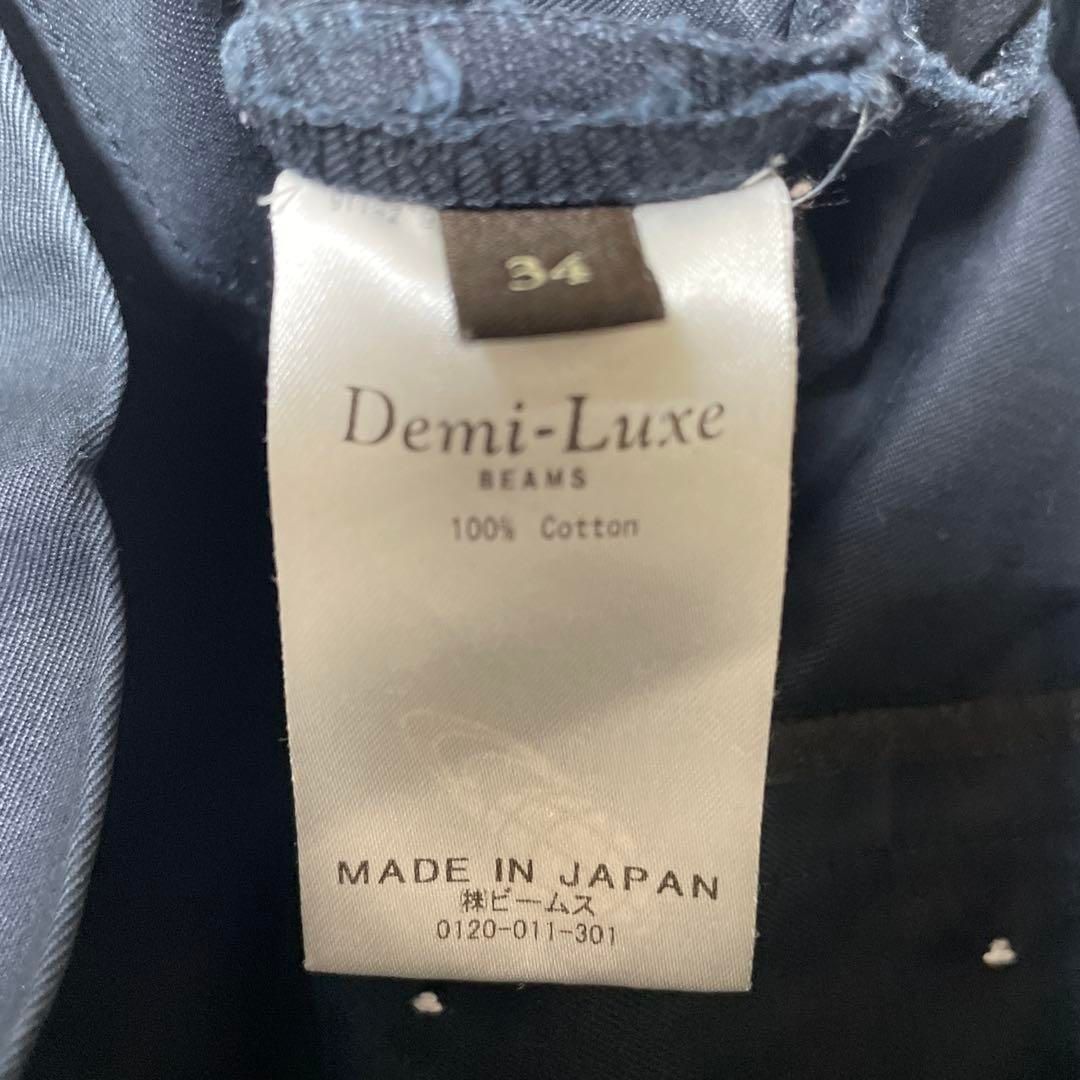 34
Demi-Luxe
BEAMS
100% Cotton
MADE IN JAPAN
㈱ビームス
0120-011-301